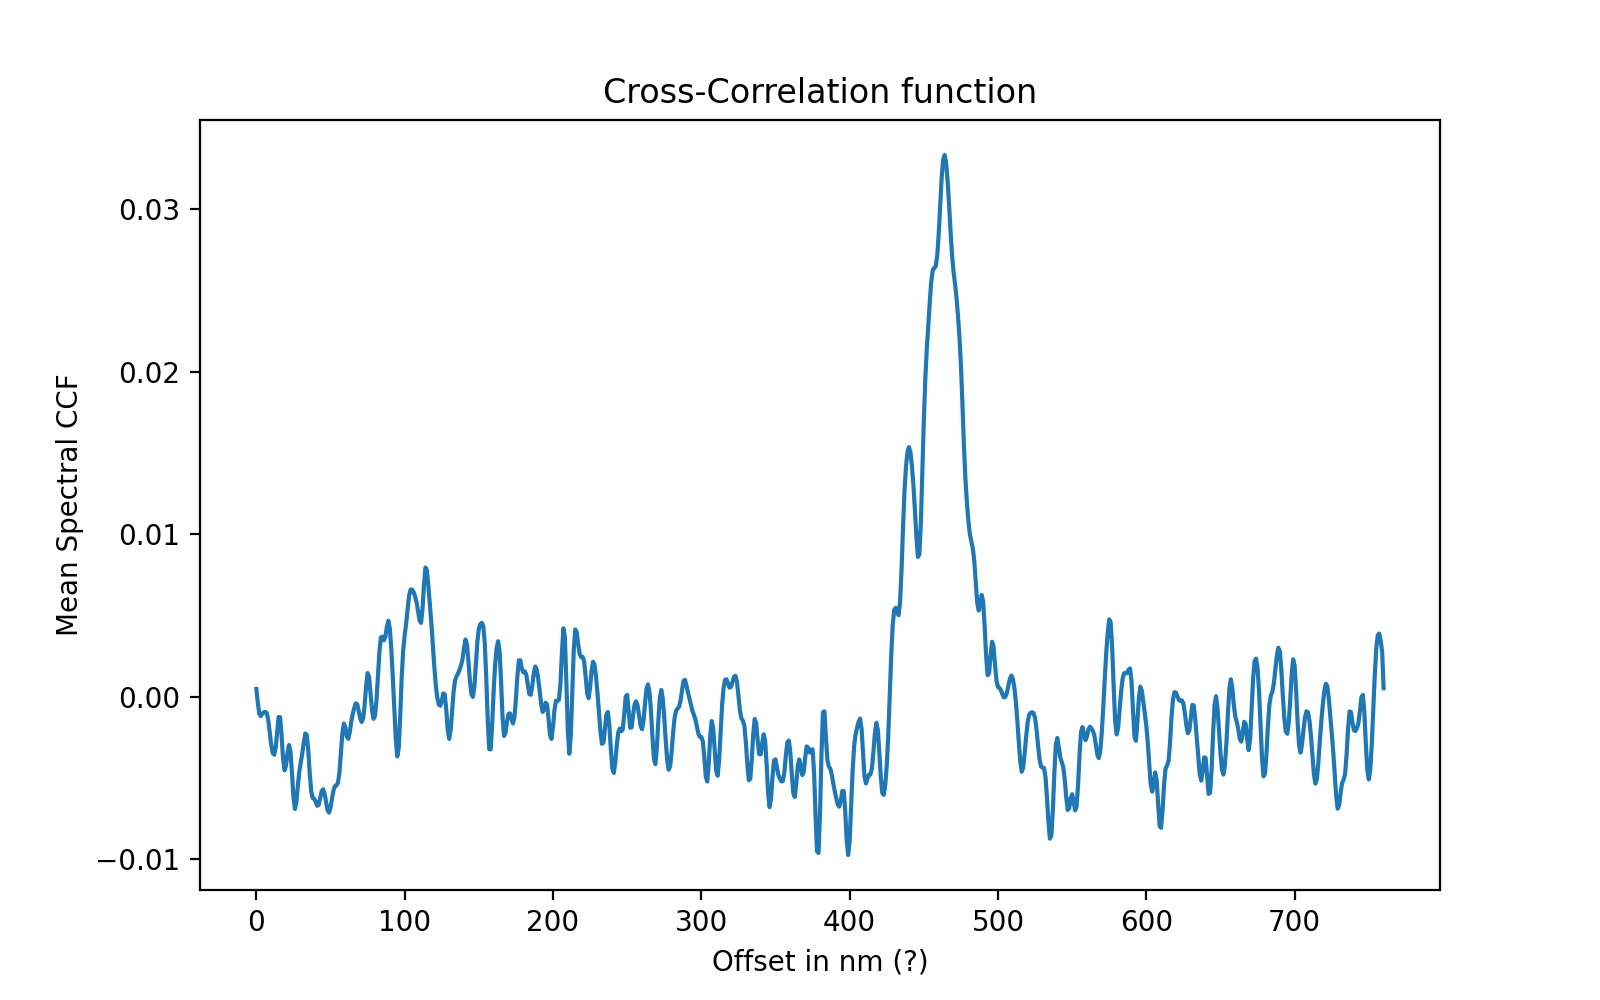 Cross-Correlation function
Mean Spectral CCF
0.03
0.02
0.01
0.00
−0.01
0 100 200 300 400 500 600 700
Offset in nm (?)